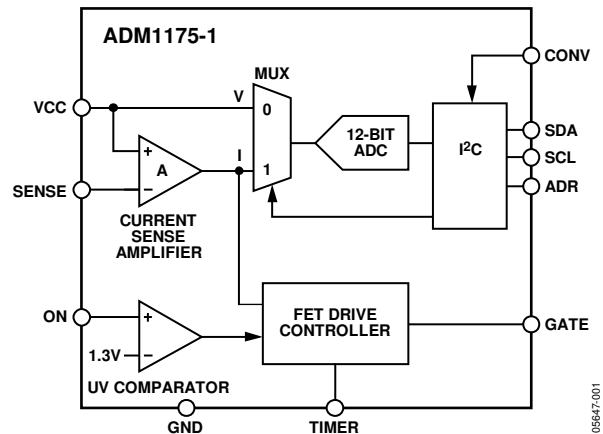 ADM1175-1
MUX
CONV
VCC
V
0
12-BIT
ADC
I²C
SDA
SCL
ADR
+
A
–
I
1
SENSE
CURRENT
SENSE
AMPLIFIER
ON
+
1.3V
–
UV COMPARATOR
FET DRIVE
CONTROLLER
GATE
GND
TIMER
05647-001